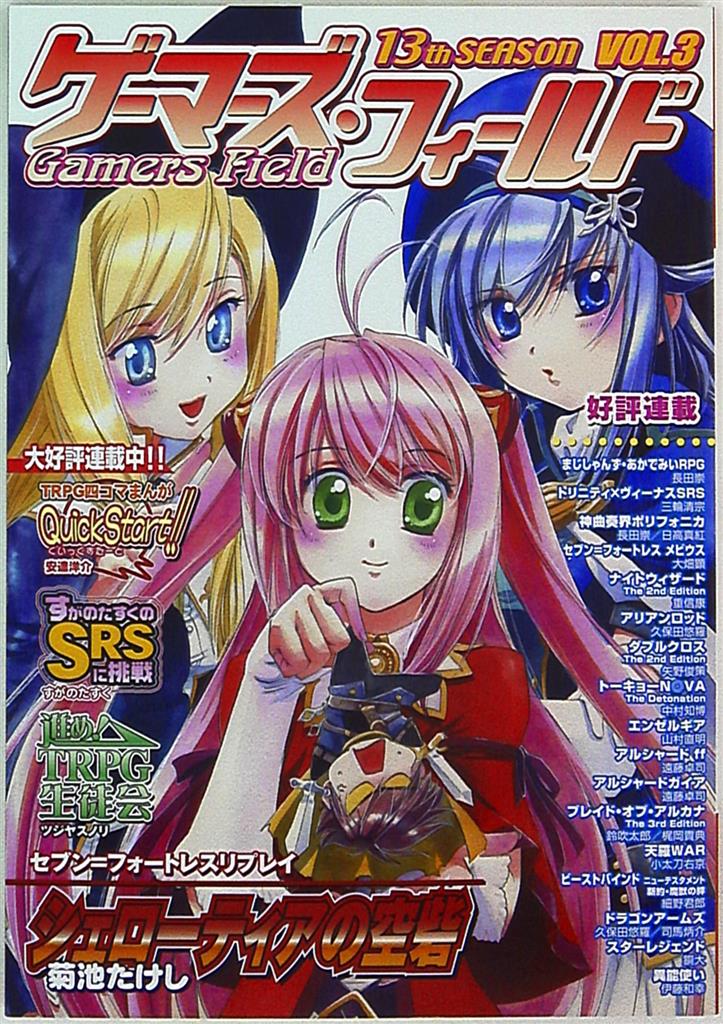 13th SEASON VOL.3
ゲーマーズ・フィールド
Gamers Field
大好評連載中!!
TRPG四コマまんが
QuickStart!!
くいっくすたーと
安達洋介
すがのたすくの
SRS
に挑戦
すがのたすく
進め!
TRPG
生徒会
ツジヤスノリ
セブン=フォートレスリプレイ
シェローティアの空砦
菊池たけし
好評連載
まじしゃんず・あかでみいRPG
長田崇
トリニティ×ヴィーナスSRS
三輪清宗
神曲奏界ポリフォニカ
長田崇/日高真紅
セブン=フォートレス メビウス
大畑顕
ナイトウィザード
The 2nd Edition
重信康
アリアンロッド
久保田悠羅
ダブルクロス
The 2nd Edition
矢野俊策
トーキョーN◎VA
The Detonation
中村知博
エンゼルギア
山村直明
アルシャード ff
遠藤卓司
アルシャードガイア
遠藤卓司
ブレイド・オブ・アルカナ
The 3rd Edition
鈴吹太郎/梶岡貴典
天羅WAR
小太刀右京
ビーストバインド ニューテスタメント
新約・魔獣の絆
細野君郎
ドラゴンアームズ
久保田悠羅/司馬炳介
スターレジェンド
銅大
異能使い
伊藤和幸